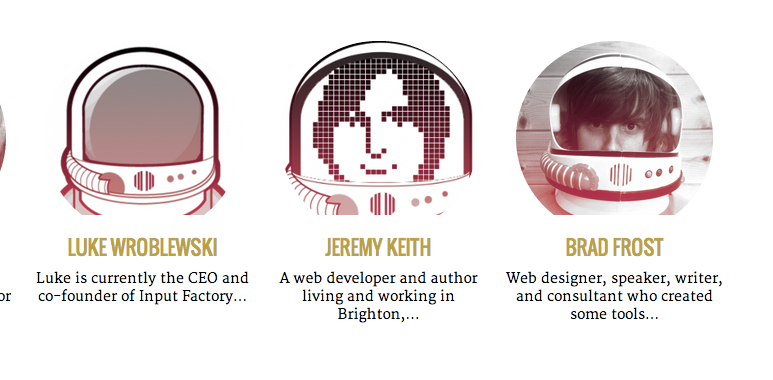 LUKE WROBLEWSKI
Luke is currently the CEO and
co-founder of Input Factory...
JEREMY KEITH
A web developer and author
living and working in
Brighton,...
BRAD FROST
Web designer, speaker, writer,
and consultant who created
some tools...
or